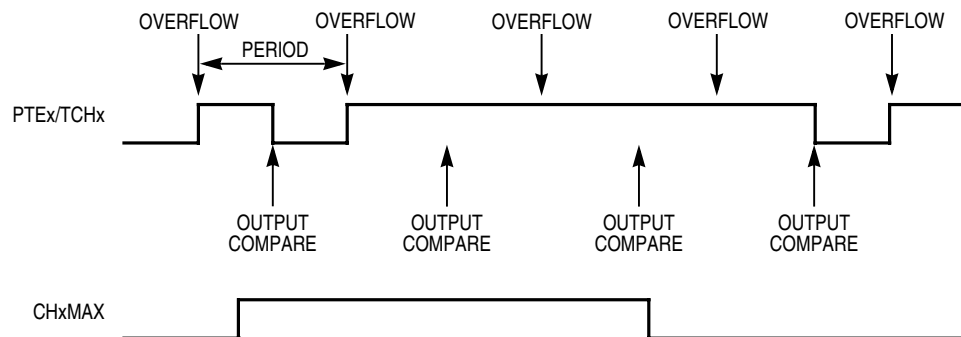 OVERFLOW OVERFLOW OVERFLOW OVERFLOW OVERFLOW
PERIOD
PTEx/TCHx
OUTPUT OUTPUT OUTPUT OUTPUT
COMPARE COMPARE COMPARE COMPARE
CHxMAX